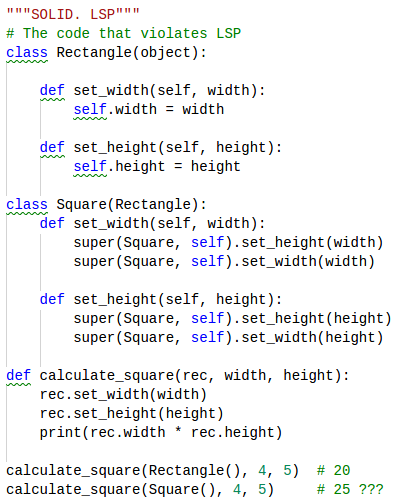 """SOLID. LSP"""
# The code that violates LSP
class Rectangle(object):
    def set_width(self, width):
        self.width = width
    def set_height(self, height):
        self.height = height
class Square(Rectangle):
    def set_width(self, width):
        super(Square, self).set_height(width)
        super(Square, self).set_width(width)
    def set_height(self, height):
        super(Square, self).set_height(height)
        super(Square, self).set_width(height)
def calculate_square(rec, width, height):
    rec.set_width(width)
    rec.set_height(height)
    print(rec.width * rec.height)
calculate_square(Rectangle(), 4, 5)  # 20
calculate_square(Square(), 4, 5)     # 25 ???